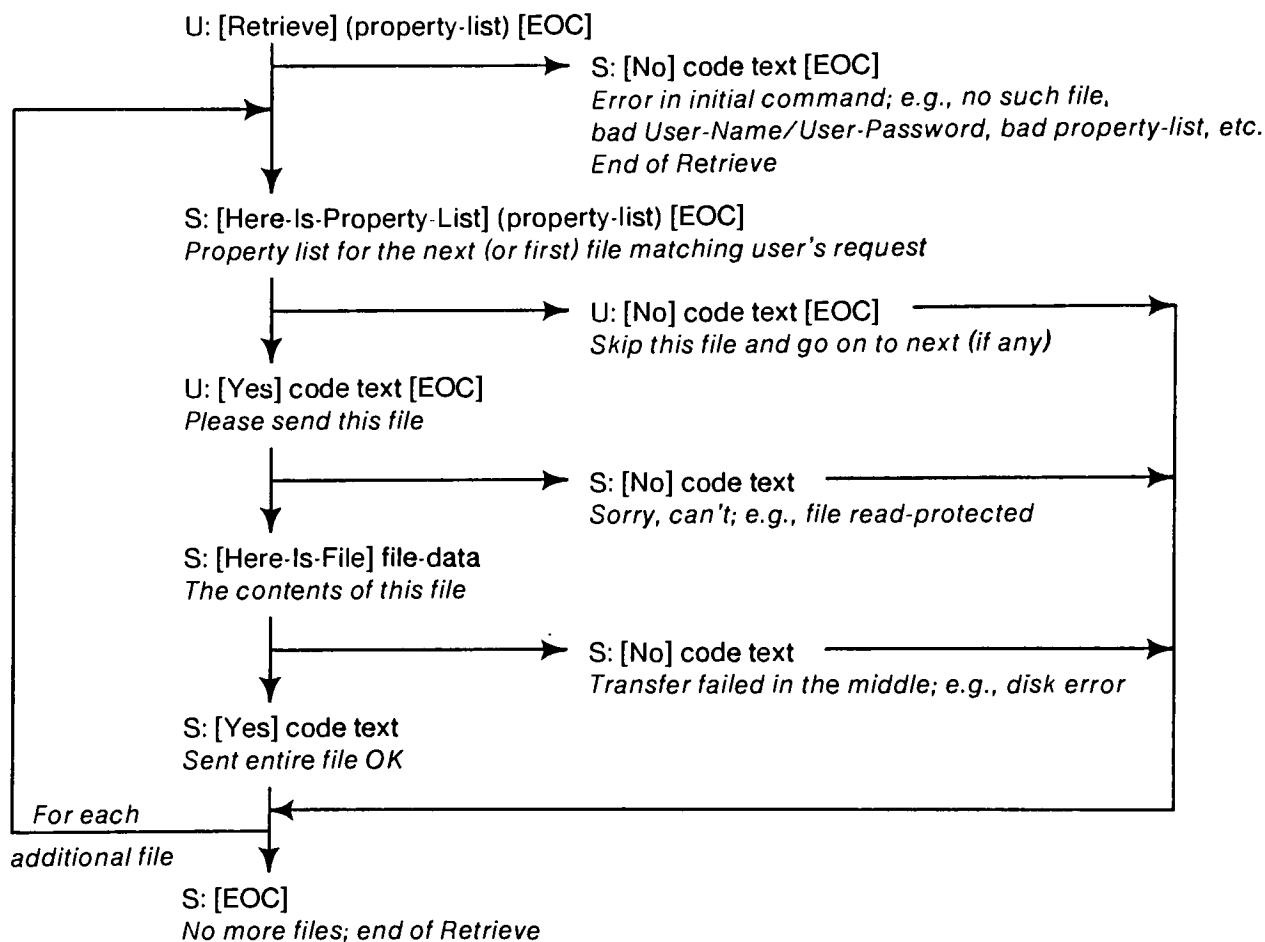 U: [Retrieve] (property-list) [EOC]
S: [No] code text [EOC]
Error in initial command; e.g., no such file,
bad User-Name/User-Password, bad property-list, etc.
End of Retrieve
S: [Here-Is-Property-List] (property-list) [EOC]
Property list for the next (or first) file matching user's request
U: [No] code text [EOC]
Skip this file and go on to next (if any)
U: [Yes] code text [EOC]
Please send this file
S: [No] code text
Sorry, can't; e.g., file read-protected
S: [Here-Is-File] file-data
The contents of this file
S: [No] code text
Transfer failed in the middle; e.g., disk error
S: [Yes] code text
Sent entire file OK
For each
additional file
S: [EOC]
No more files; end of Retrieve